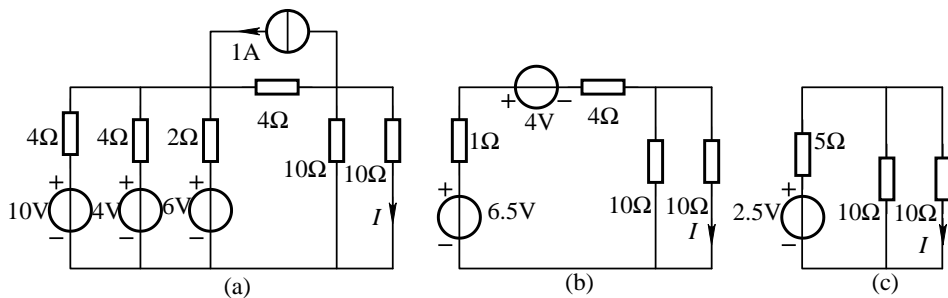 1A
4Ω
4Ω 4Ω 2Ω
10Ω 10Ω
+ + +
10V 4V 6V
− − −
I
(a)
+ −
4V 4Ω
1Ω
+
6.5V
−
10Ω 10Ω
I
(b)
5Ω
+
2.5V
−
10Ω 10Ω
I
(c)